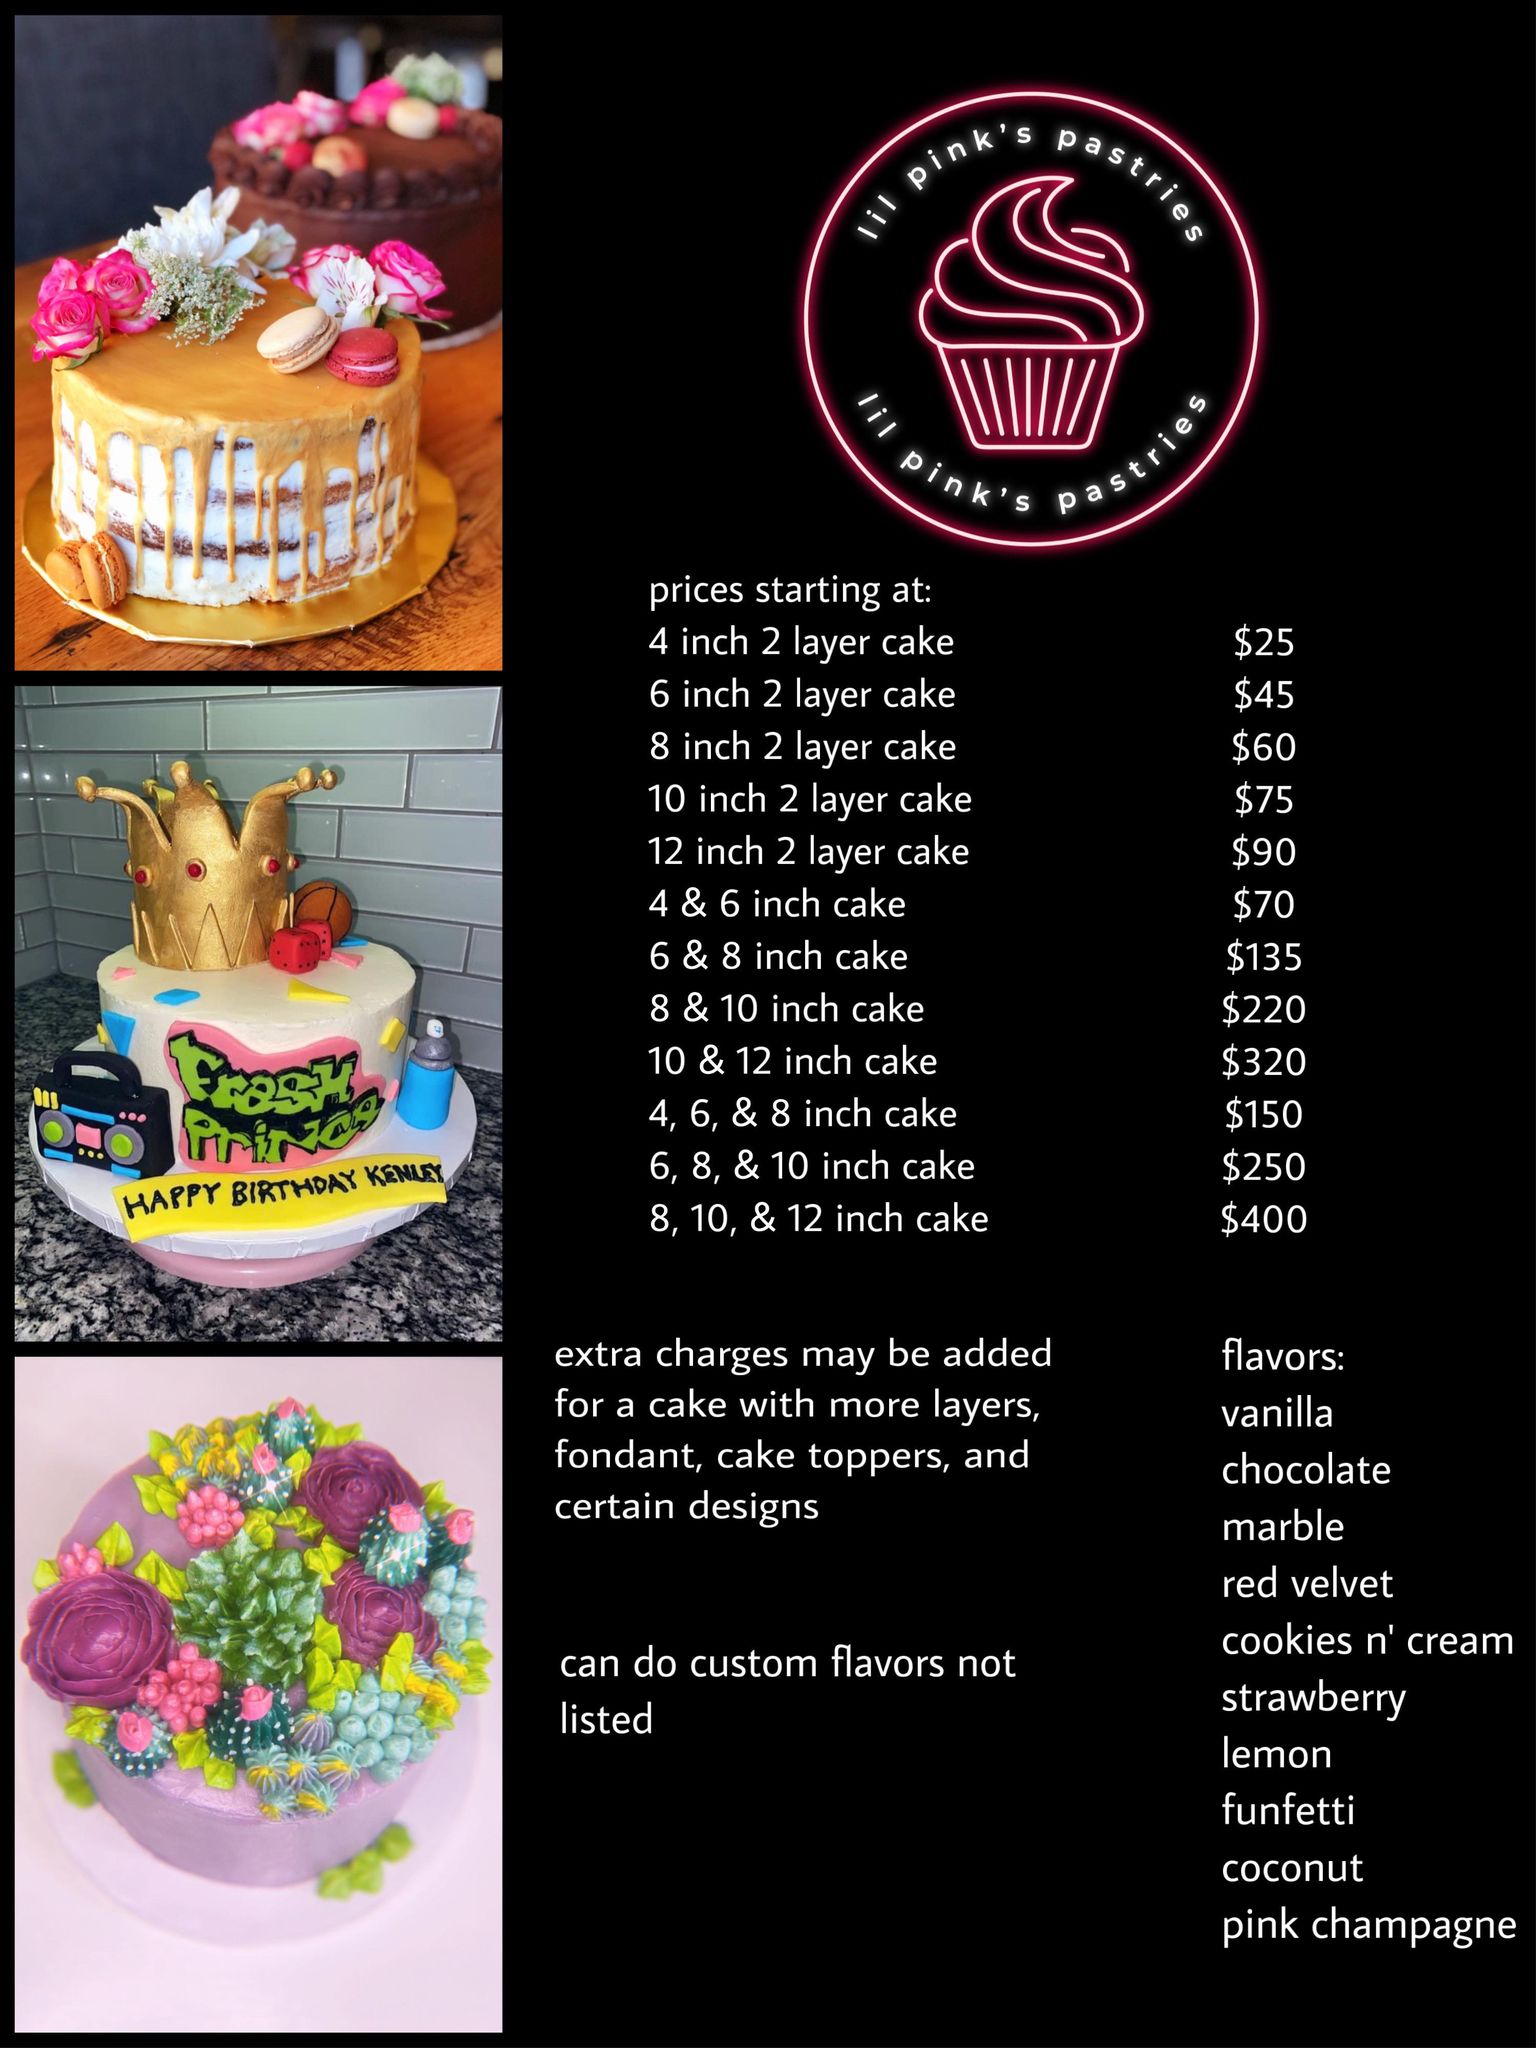 lil pink's pastries
lil pink's pastries
prices starting at:
4 inch 2 layer cake $25
6 inch 2 layer cake $45
8 inch 2 layer cake $60
10 inch 2 layer cake $75
12 inch 2 layer cake $90
4 & 6 inch cake $70
6 & 8 inch cake $135
8 & 10 inch cake $220
10 & 12 inch cake $320
4, 6, & 8 inch cake $150
6, 8, & 10 inch cake $250
8, 10, & 12 inch cake $400
Fresh
Prince
HAPPY BIRTHDAY KENLEY
extra charges may be added
for a cake with more layers,
fondant, cake toppers, and
certain designs
can do custom flavors not
listed
flavors:
vanilla
chocolate
marble
red velvet
cookies n' cream
strawberry
lemon
funfetti
coconut
pink champagne